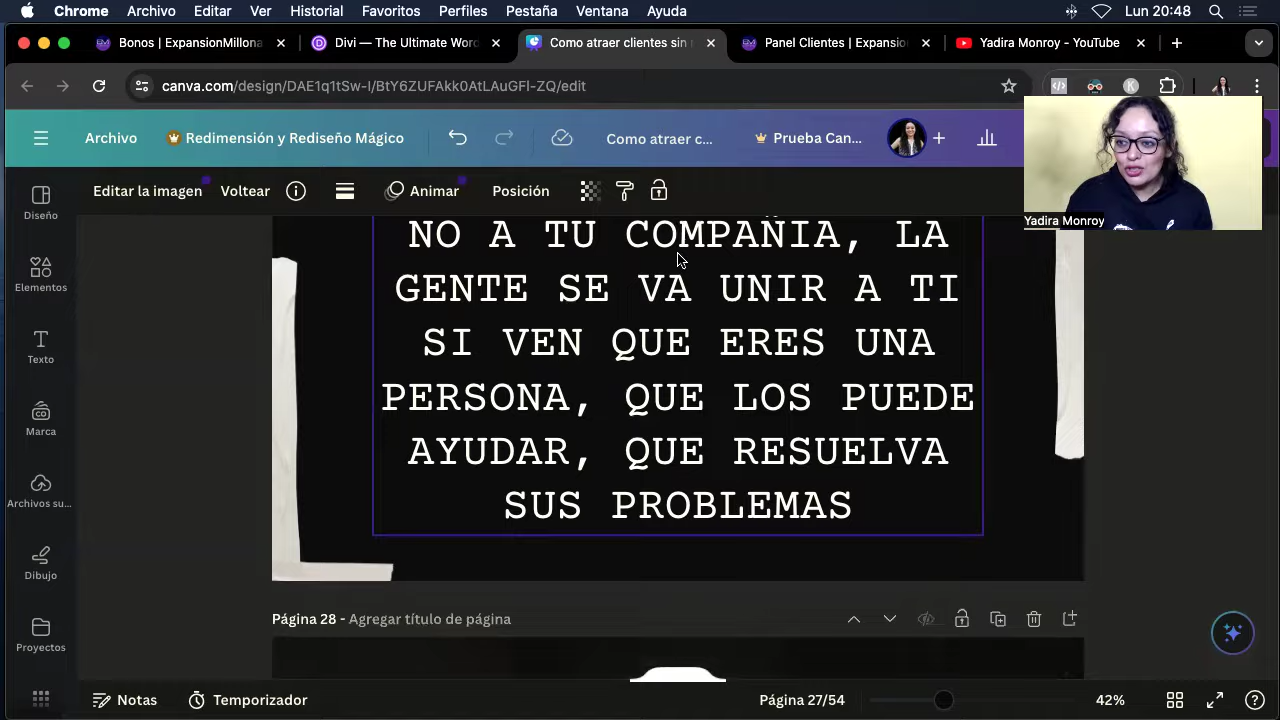 Chrome Archivo Editar Ver Historial Favoritos Perfiles Pestaña Ventana Ayuda Lun 20:48
Bonos | ExpansionMillona
Divi — The Ultimate Word
Como atraer clientes sin
Panel Clientes | Expansion
Yadira Monroy - YouTube
canva.com/design/DAE1q1tSw-I/BtY6ZUFAkk0AtLAuGFl-ZQ/edit
Archivo Redimensión y Rediseño Mágico Como atraer c... Prueba Can...
Editar la imagen Voltear Animar Posición
Yadira Monroy
Diseño
Elementos
Texto
Marca
Archivos su...
Dibujo
Proyectos
NO A TU COMPAÑIA, LA
GENTE SE VA UNIR A TI
SI VEN QUE ERES UNA
PERSONA, QUE LOS PUEDE
AYUDAR, QUE RESUELVA
SUS PROBLEMAS
Página 28 - Agregar título de página
Notas Temporizador Página 27/54 42%